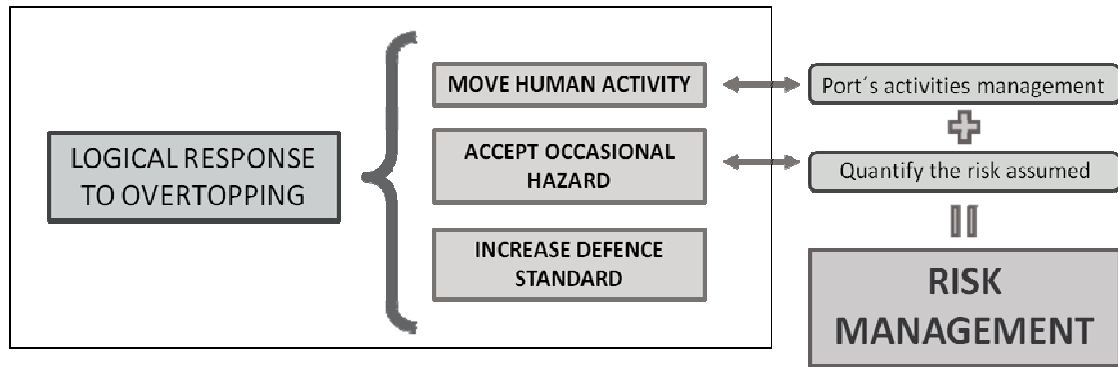 LOGICAL RESPONSE
TO OVERTOPPING
MOVE HUMAN ACTIVITY
ACCEPT OCCASIONAL
HAZARD
INCREASE DEFENCE
STANDARD
Port´s activities management
Quantify the risk assumed
RISK
MANAGEMENT